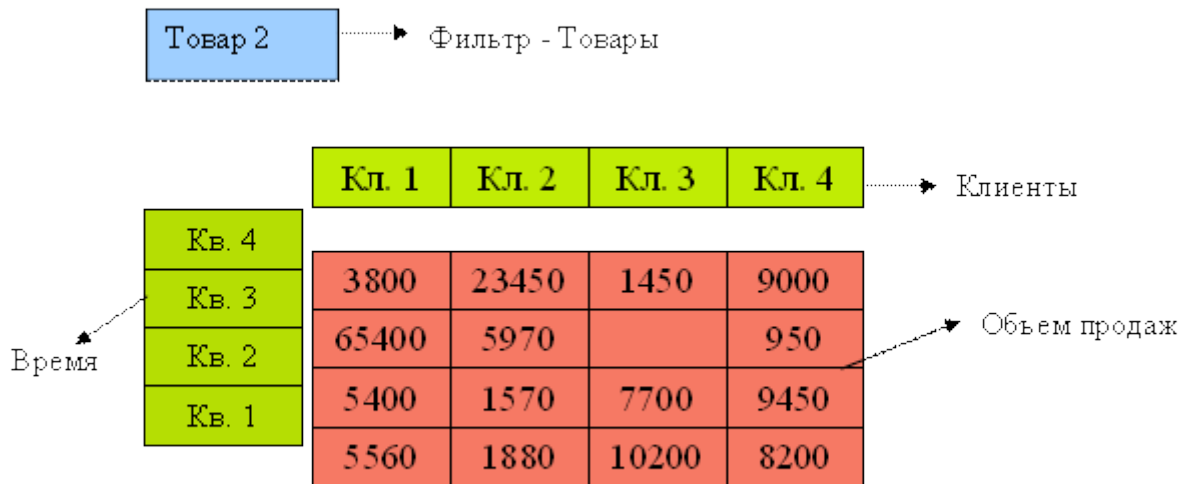 Товар 2 Фильтр - Товары
Кл. 1 Кл. 2 Кл. 3 Кл. 4 Клиенты
Кв. 4
3800 23450 1450 9000
Кв. 3
65400 5970 950 Объем продаж
Время Кв. 2
5400 1570 7700 9450
Кв. 1
5560 1880 10200 8200